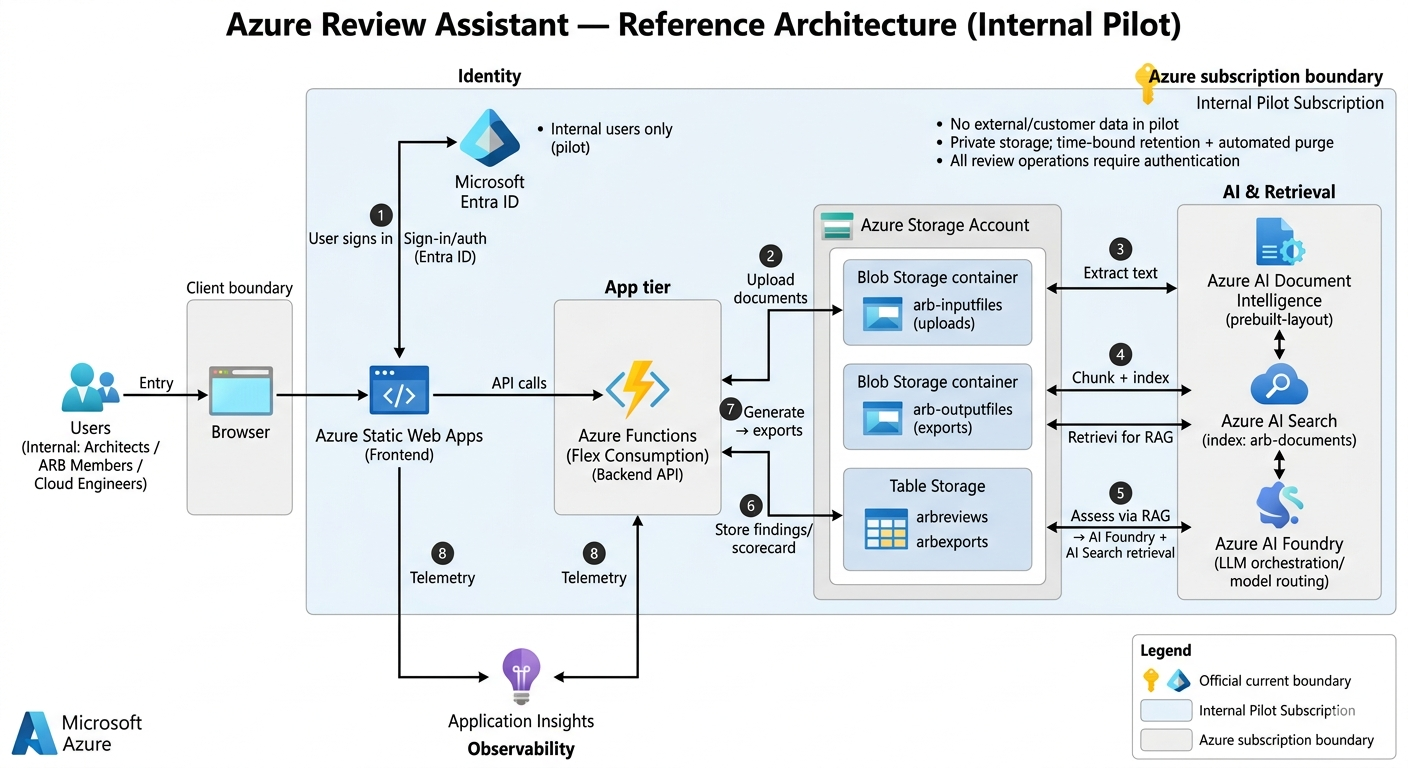 Azure Review Assistant — Reference Architecture (Internal Pilot)
Identity
Azure subscription boundary
Internal Pilot Subscription
• No external/customer data in pilot
• Private storage; time-bound retention + automated purge
• All review operations require authentication
• Internal users only
(pilot)
Microsoft
Entra ID
1
User signs in
Sign-in/auth
(Entra ID)
Client boundary
Browser
Users
(Internal: Architects /
ARB Members /
Cloud Engineers)
Entry
Azure Static Web Apps
(Frontend)
API calls
App tier
Azure Functions
(Flex Consumption)
(Backend API)
2
Upload
documents
7
Generate
→ exports
6
Store findings/
scorecard
Azure Storage Account
Blob Storage container
arb-inputfiles
(uploads)
Blob Storage container
arb-outputfiles
(exports)
Table Storage
arbreviews
arbexports
3
Extract text
4
Chunk + index
Retrievi for RAG
5
Assess via RAG
→ AI Foundry +
AI Search retrieval
AI & Retrieval
Azure AI Document
Intelligence
(prebuilt-layout)
Azure AI Search
(index: arb-documents)
Azure AI Foundry
(LLM orchestration/
model routing)
8
Telemetry
8
Telemetry
Application Insights
Observability
Legend
Official current boundary
Internal Pilot Subscription
Azure subscription boundary
Microsoft
Azure